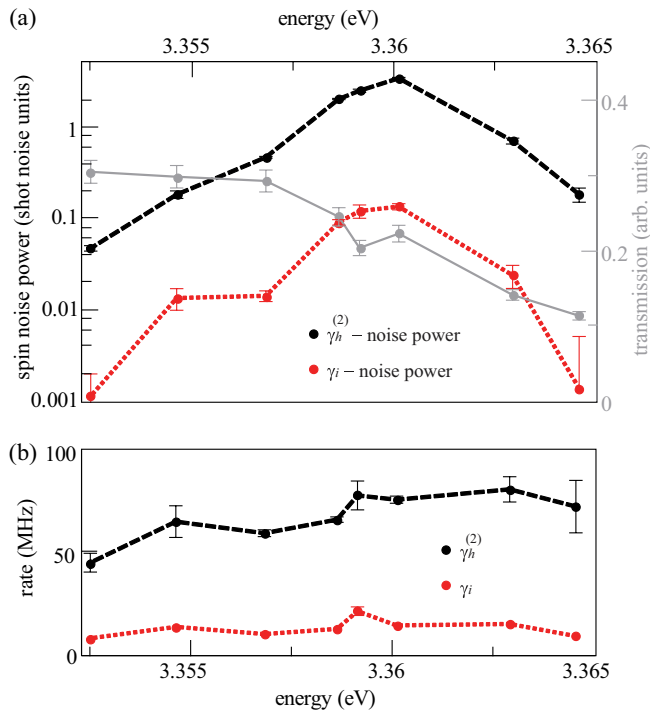 (a)
energy (eV)
3.355 3.36 3.365
spin noise power (shot noise units)
1
0.1
0.01
0.001
0.4
0.2
0
transmission (arb. units)
γh(2) – noise power
γi – noise power
(b)
100
50
0
rate (MHz)
γh(2)
γi
3.355 3.36 3.365
energy (eV)